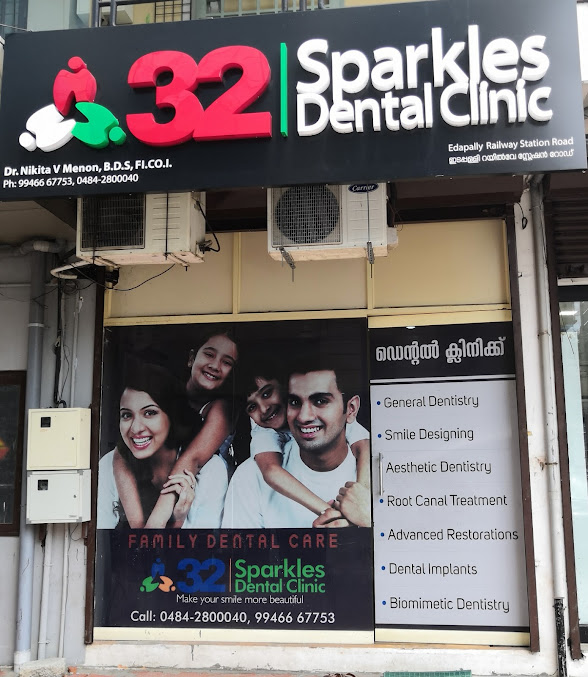 32
Sparkles
Dental Clinic
Dr. Nikita V Menon, B.D.S, FI.CO.I.
Ph: 99466 67753, 0484-2800040
Edapally Railway Station Road
ഇടപ്പള്ളി റയിൽവേ സ്റ്റേഷൻ റോഡ്
Carrier
ഡെന്റൽ ക്ലിനിക്ക്
• General Dentistry
• Smile Designing
Aesthetic Dentistry
• Root Canal Treatment
• Advanced Restorations
• Dental Implants
• Biomimetic Dentistry
FAMILY DENTAL CARE
32
Sparkles
Dental Clinic
Make your smile more beautiful
Call: 0484-2800040, 99466 67753